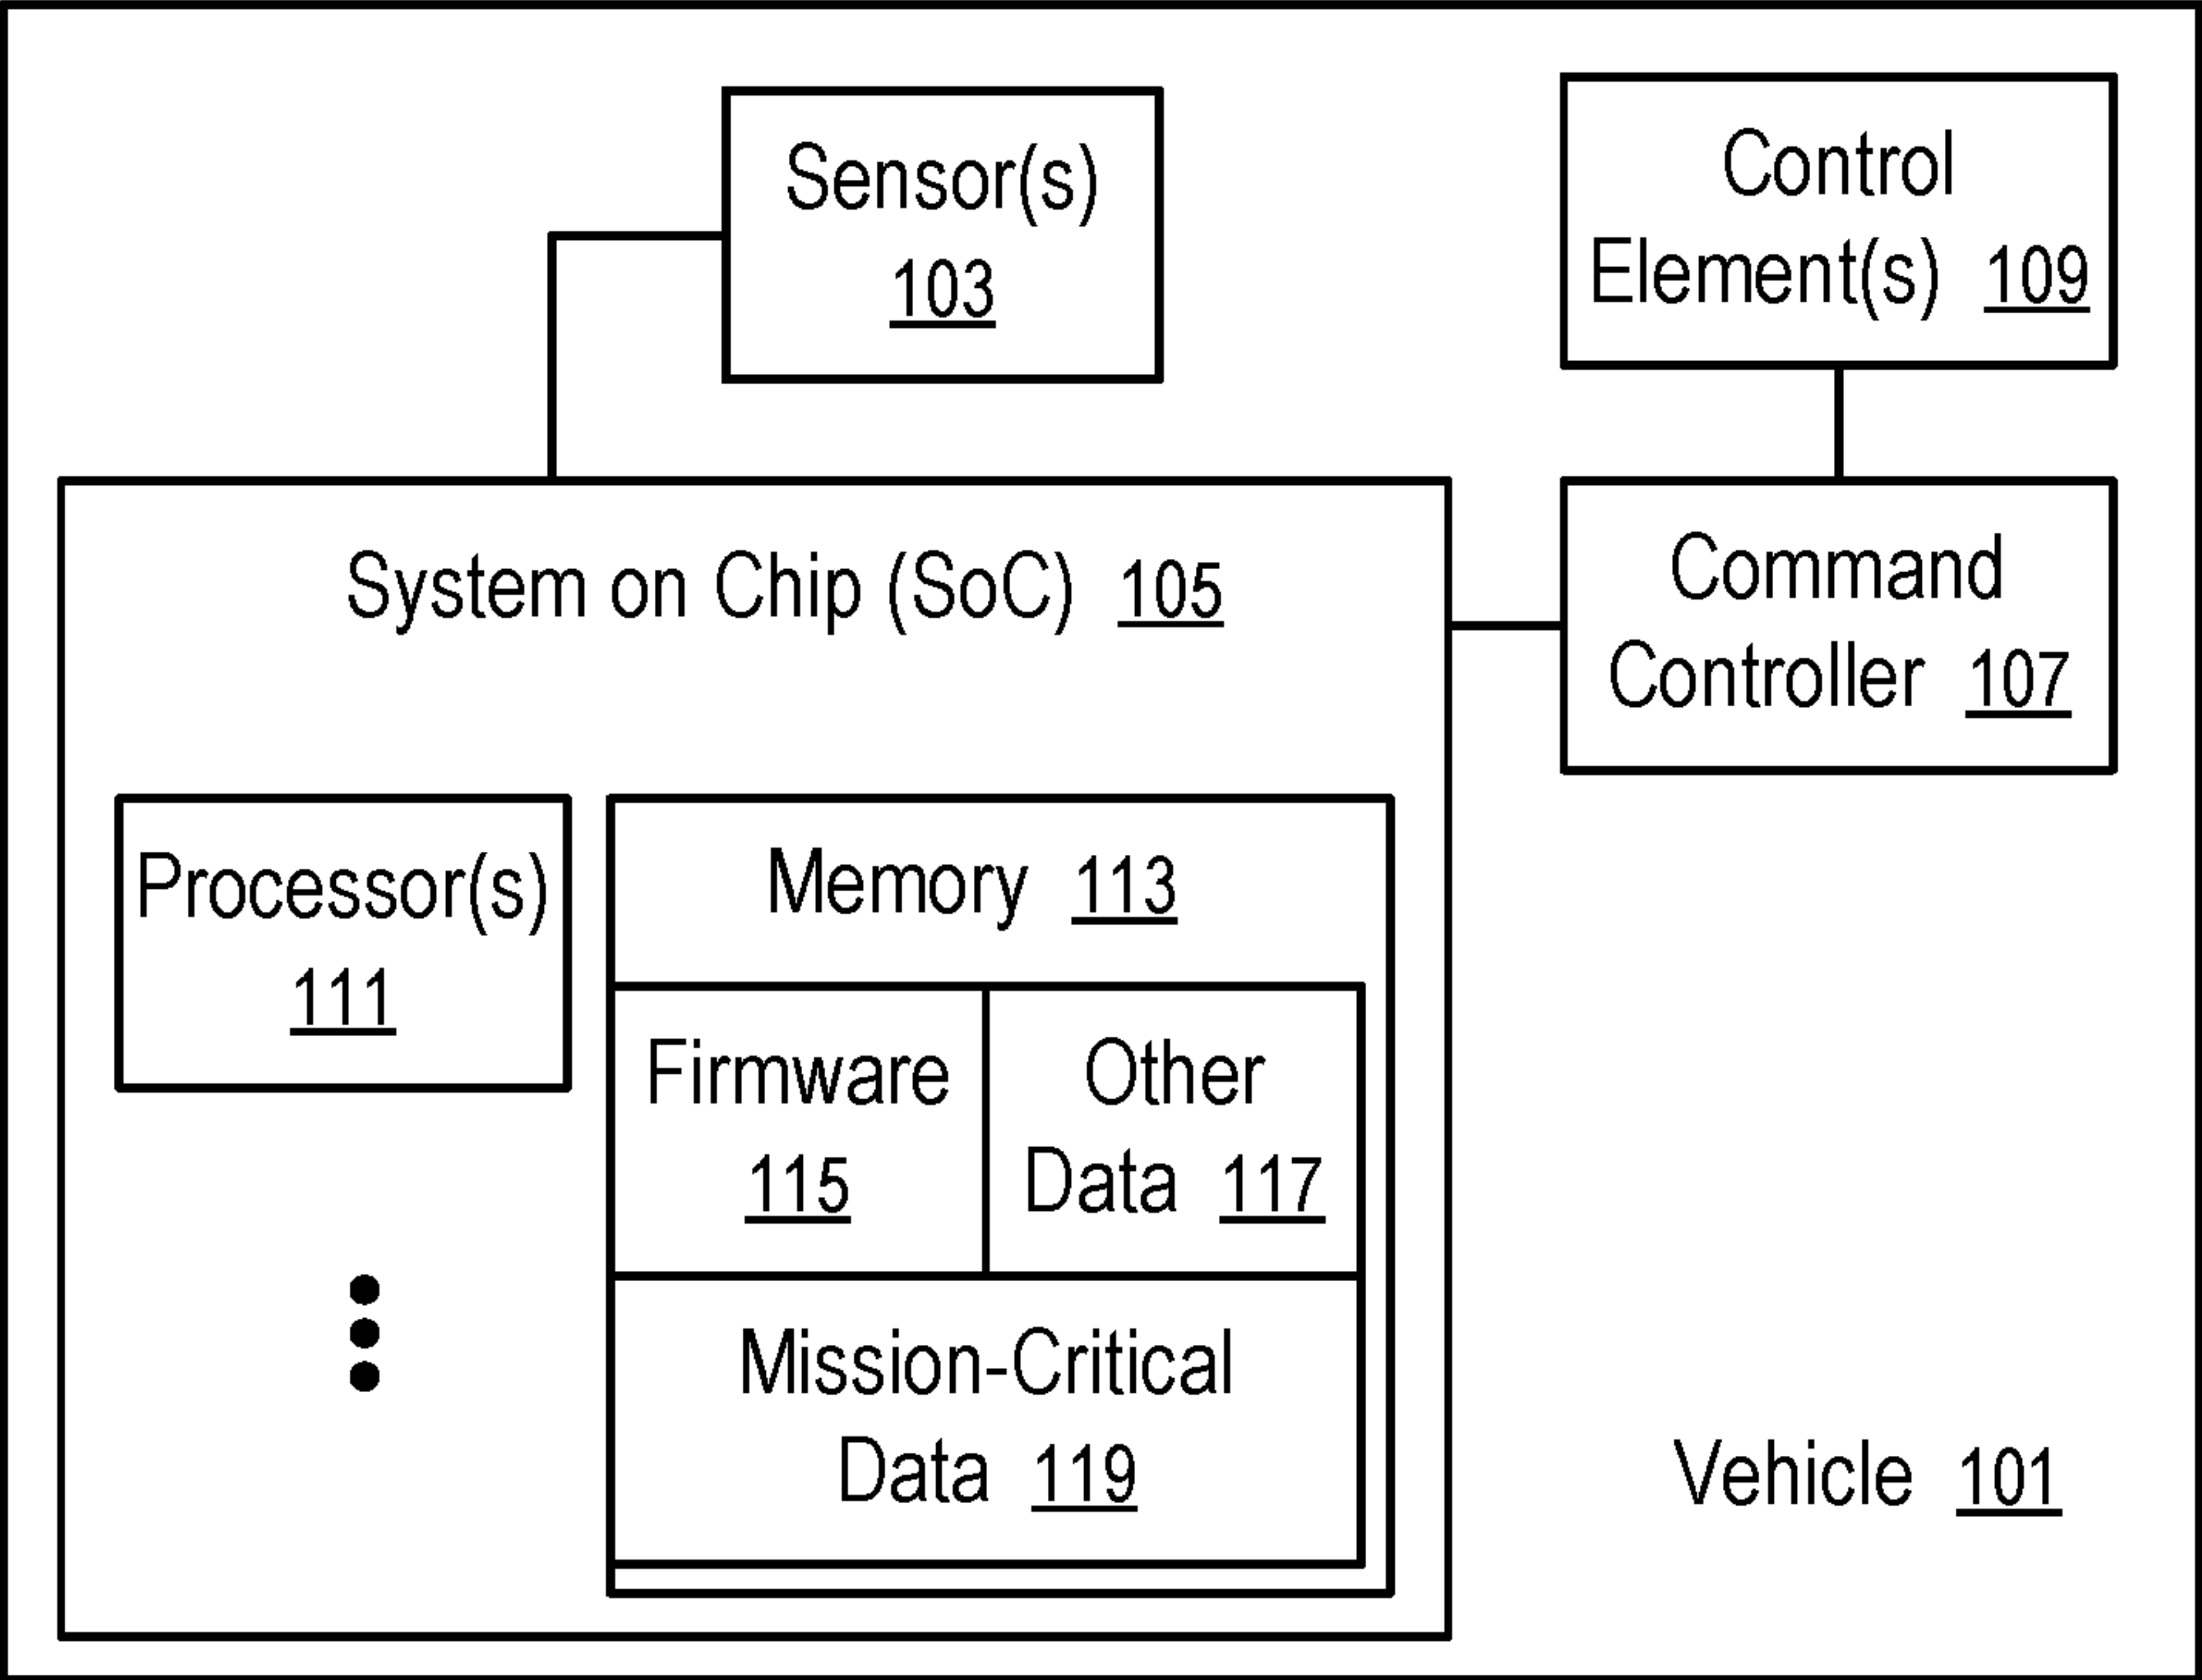 Sensor(s)
103
Control
Element(s) 109
System on Chip (SoC) 105
Command
Controller 107
Processor(s)
111
Memory 113
Firmware
115
Other
Data 117
Mission-Critical
Data 119
Vehicle 101